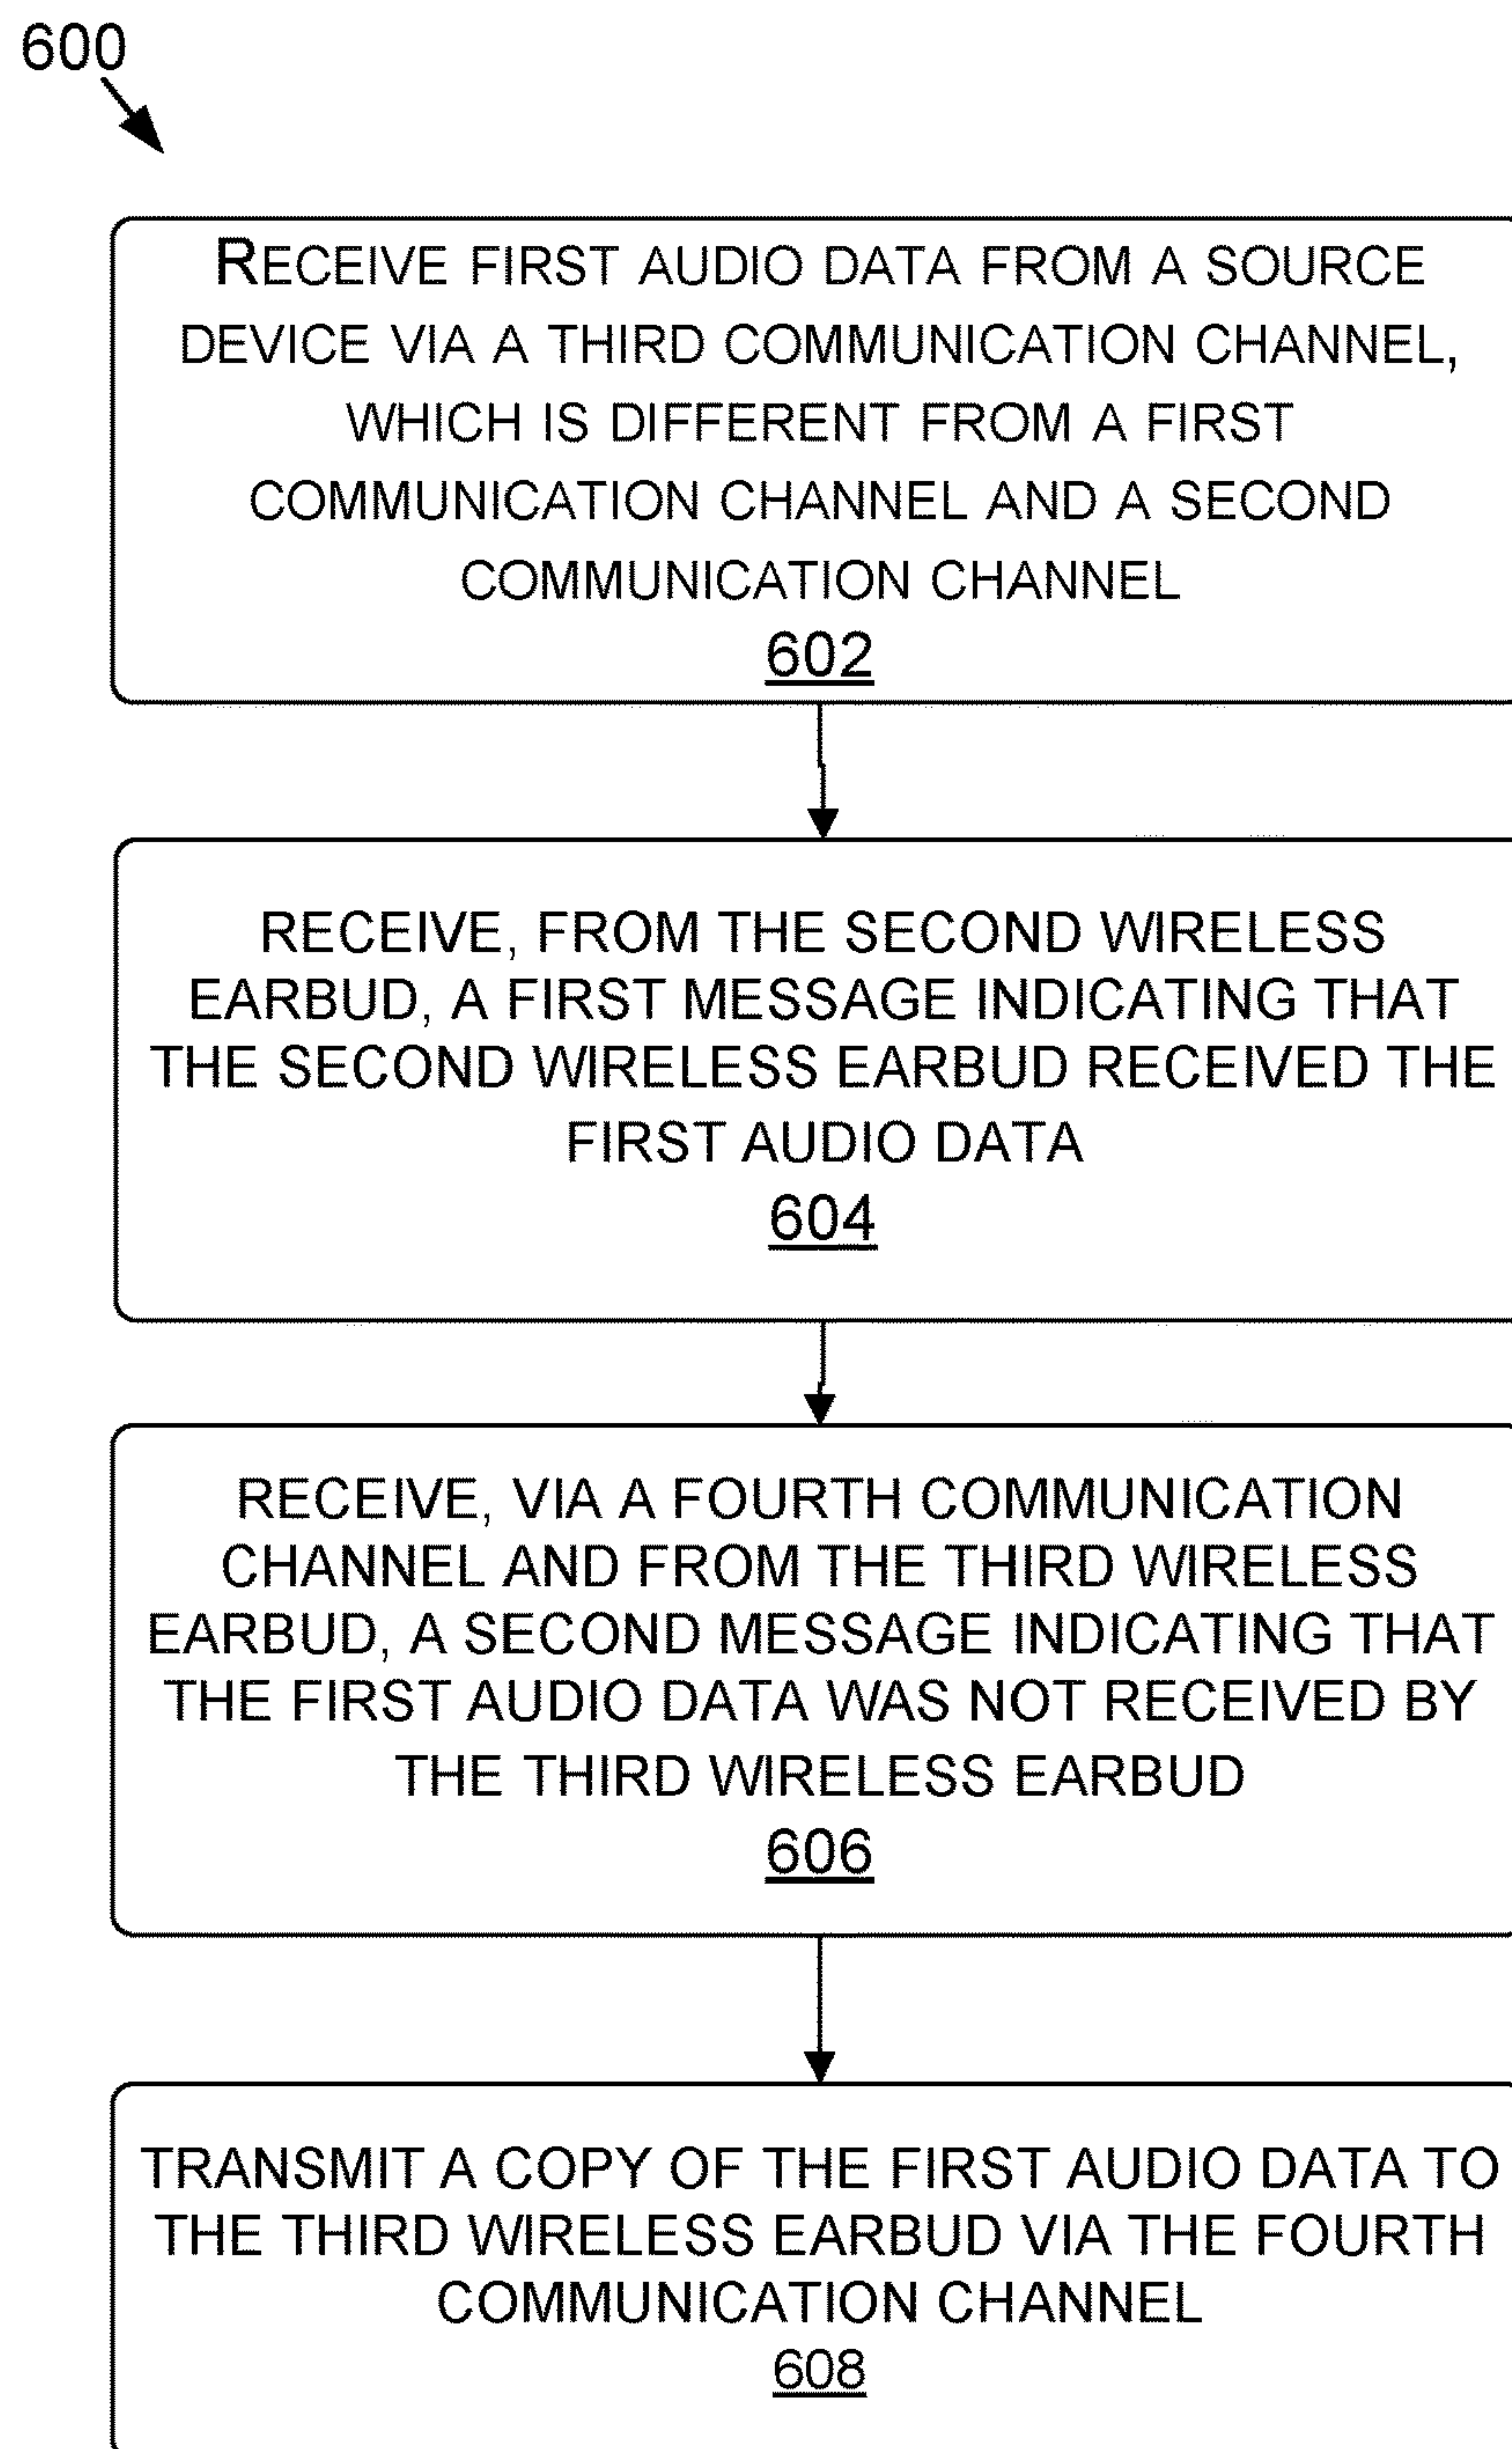 600
RECEIVE FIRST AUDIO DATA FROM A SOURCE
DEVICE VIA A THIRD COMMUNICATION CHANNEL,
WHICH IS DIFFERENT FROM A FIRST
COMMUNICATION CHANNEL AND A SECOND
COMMUNICATION CHANNEL
602
RECEIVE, FROM THE SECOND WIRELESS
EARBUD, A FIRST MESSAGE INDICATING THAT
THE SECOND WIRELESS EARBUD RECEIVED THE
FIRST AUDIO DATA
604
RECEIVE, VIA A FOURTH COMMUNICATION
CHANNEL AND FROM THE THIRD WIRELESS
EARBUD, A SECOND MESSAGE INDICATING THAT
THE FIRST AUDIO DATA WAS NOT RECEIVED BY
THE THIRD WIRELESS EARBUD
606
TRANSMIT A COPY OF THE FIRST AUDIO DATA TO
THE THIRD WIRELESS EARBUD VIA THE FOURTH
COMMUNICATION CHANNEL
608